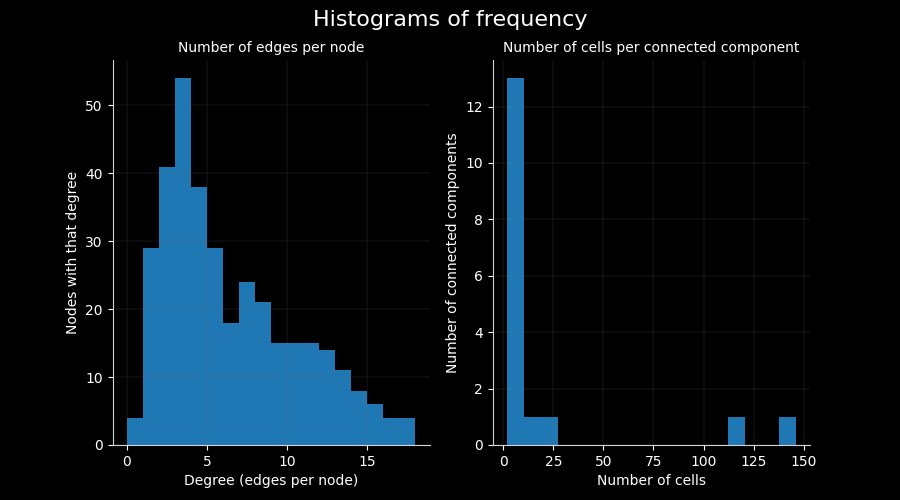 Histograms of frequency
Number of edges per node
Nodes with that degree
50
40
30
20
10
0
0 5 10 15
Degree (edges per node)
Number of cells per connected component
Number of connected components
12
10
8
6
4
2
0
0 25 50 75 100 125 150
Number of cells